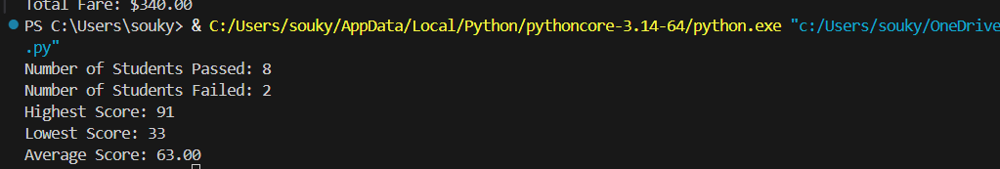 Total Fare: $340.00
PS C:\Users\souky> & C:/Users/souky/AppData/Local/Python/pythoncore-3.14-64/python.exe "c:/Users/souky/OneDrive
.py"
Number of Students Passed: 8
Number of Students Failed: 2
Highest Score: 91
Lowest Score: 33
Average Score: 63.00